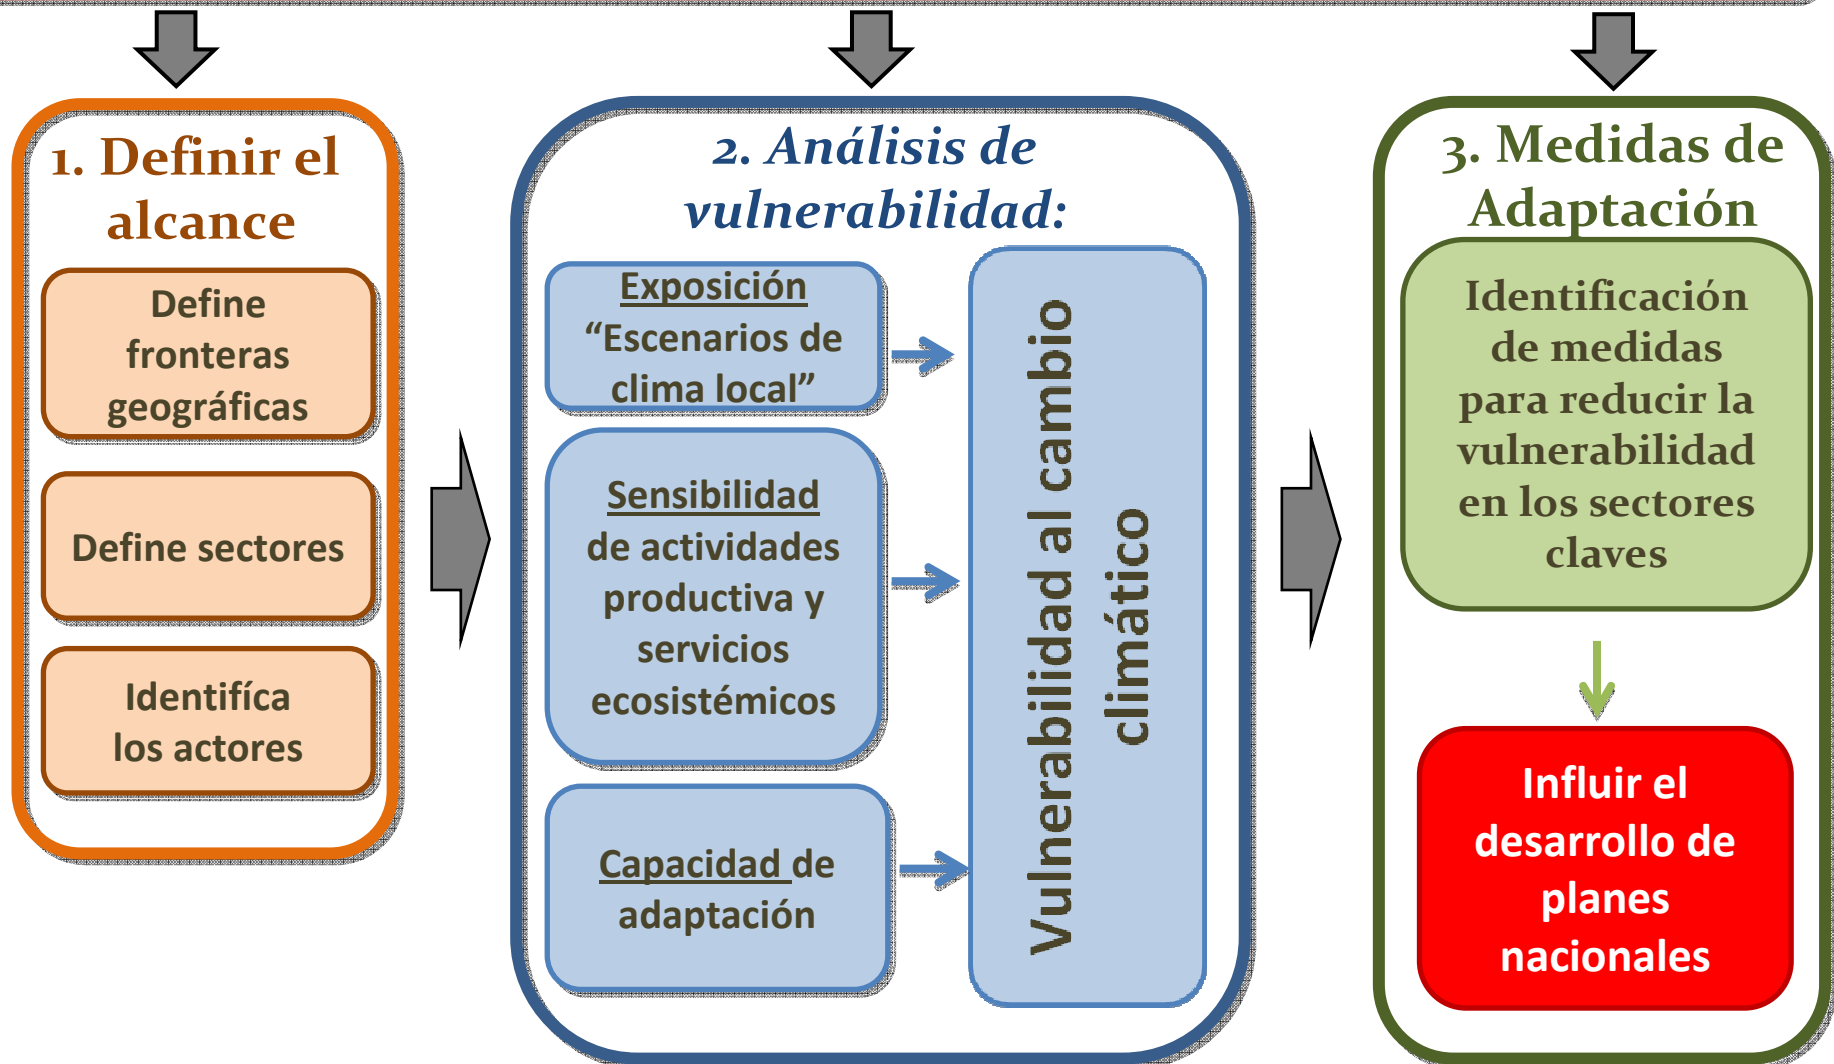 1. Definir el
alcance
Define
fronteras
geográficas
Define sectores
Identifíca
los actores
2. Análisis de
vulnerabilidad:
Exposición
“Escenarios de
clima local”
Sensibilidad
de actividades
productiva y
servicios
ecosistémicos
Capacidad de
adaptación
Vulnerabilidad al cambio
climático
3. Medidas de
Adaptación
Identificación
de medidas
para reducir la
vulnerabilidad
en los sectores
claves
Influir el
desarrollo de
planes
nacionales